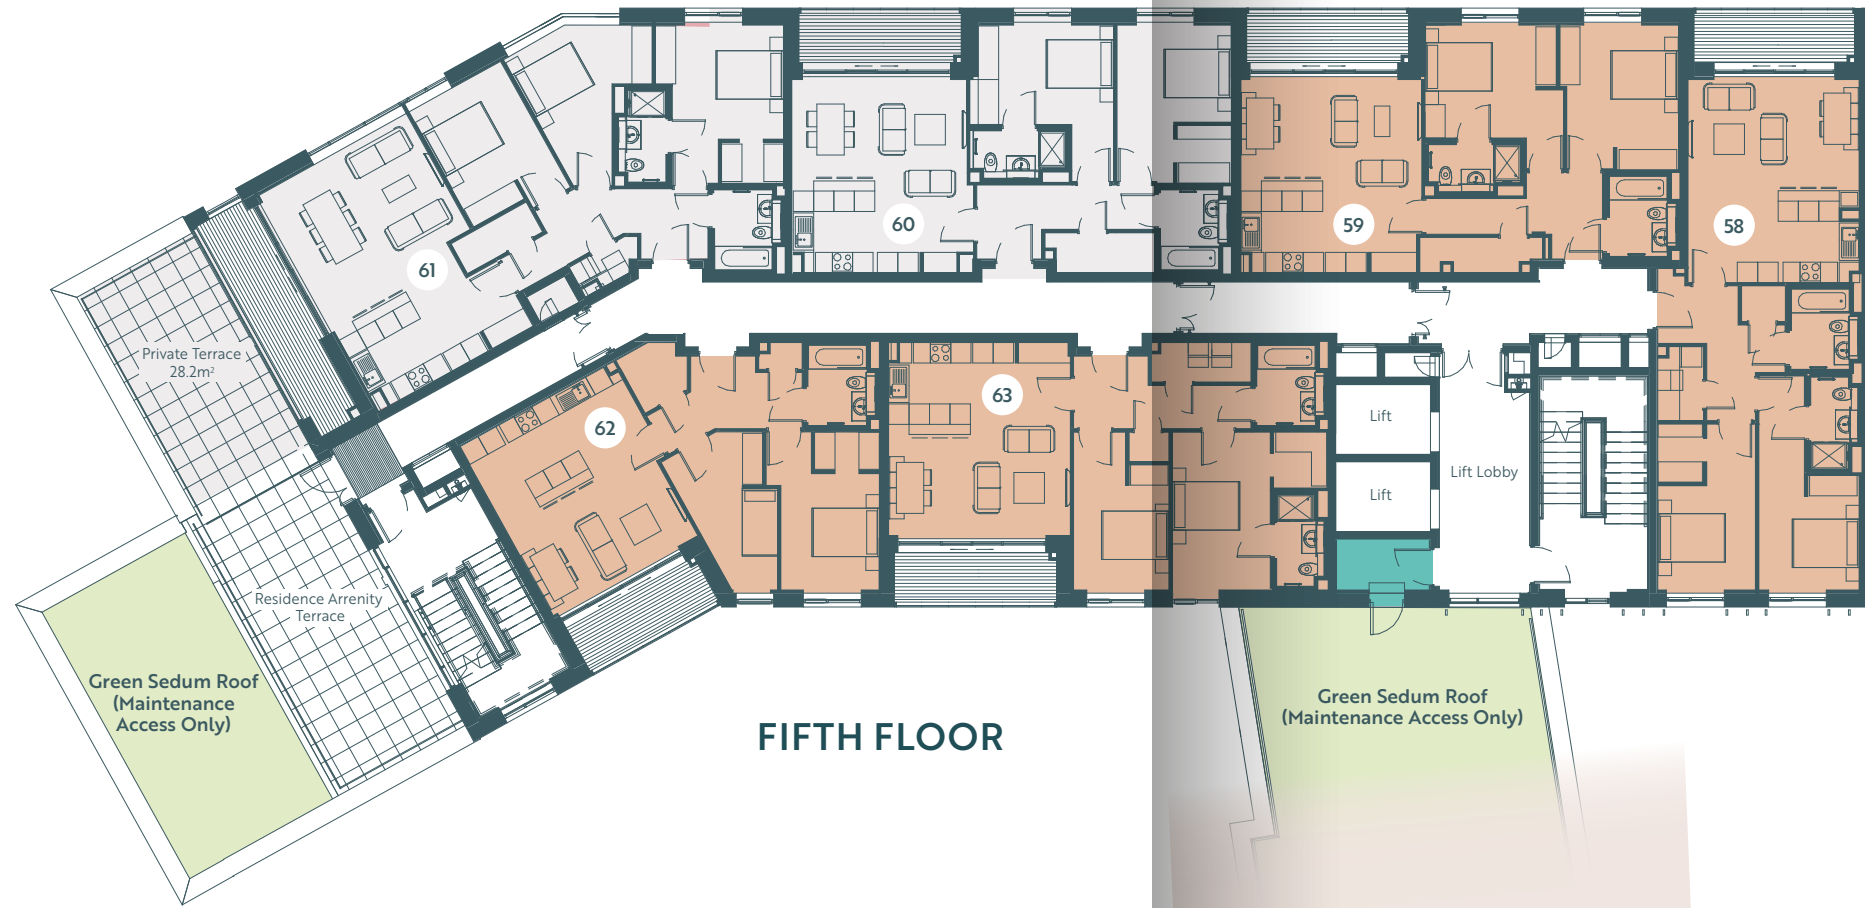 61
60
59
58
Private Terrace
28.2m²
62
63
Lift
Lift
Lift Lobby
Residence Arrenity
Terrace
Green Sedum Roof
(Maintenance
Access Only)
FIFTH FLOOR
Green Sedum Roof
(Maintenance Access Only)